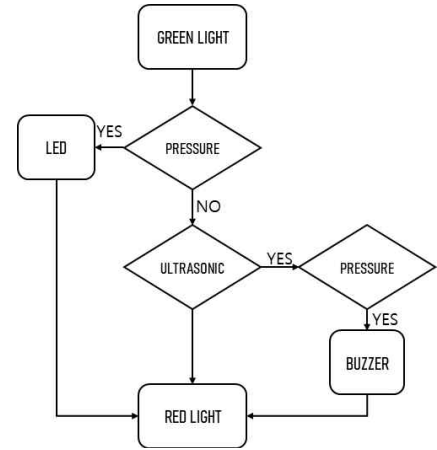 GREEN LIGHT
YES
LED
PRESSURE
NO
ULTRASONIC
YES
PRESSURE
YES
BUZZER
RED LIGHT